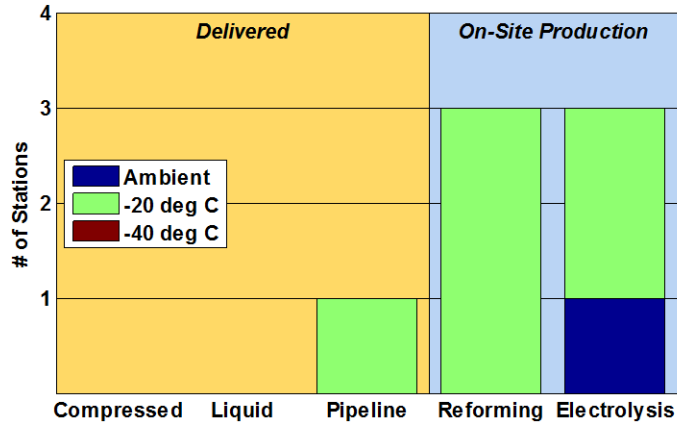 4
Delivered
On-Site Production
3
Ambient
-20 deg C
2
-40 deg C
# of Stations
1
Compressed
Liquid
Pipeline
Reforming
Electrolysis